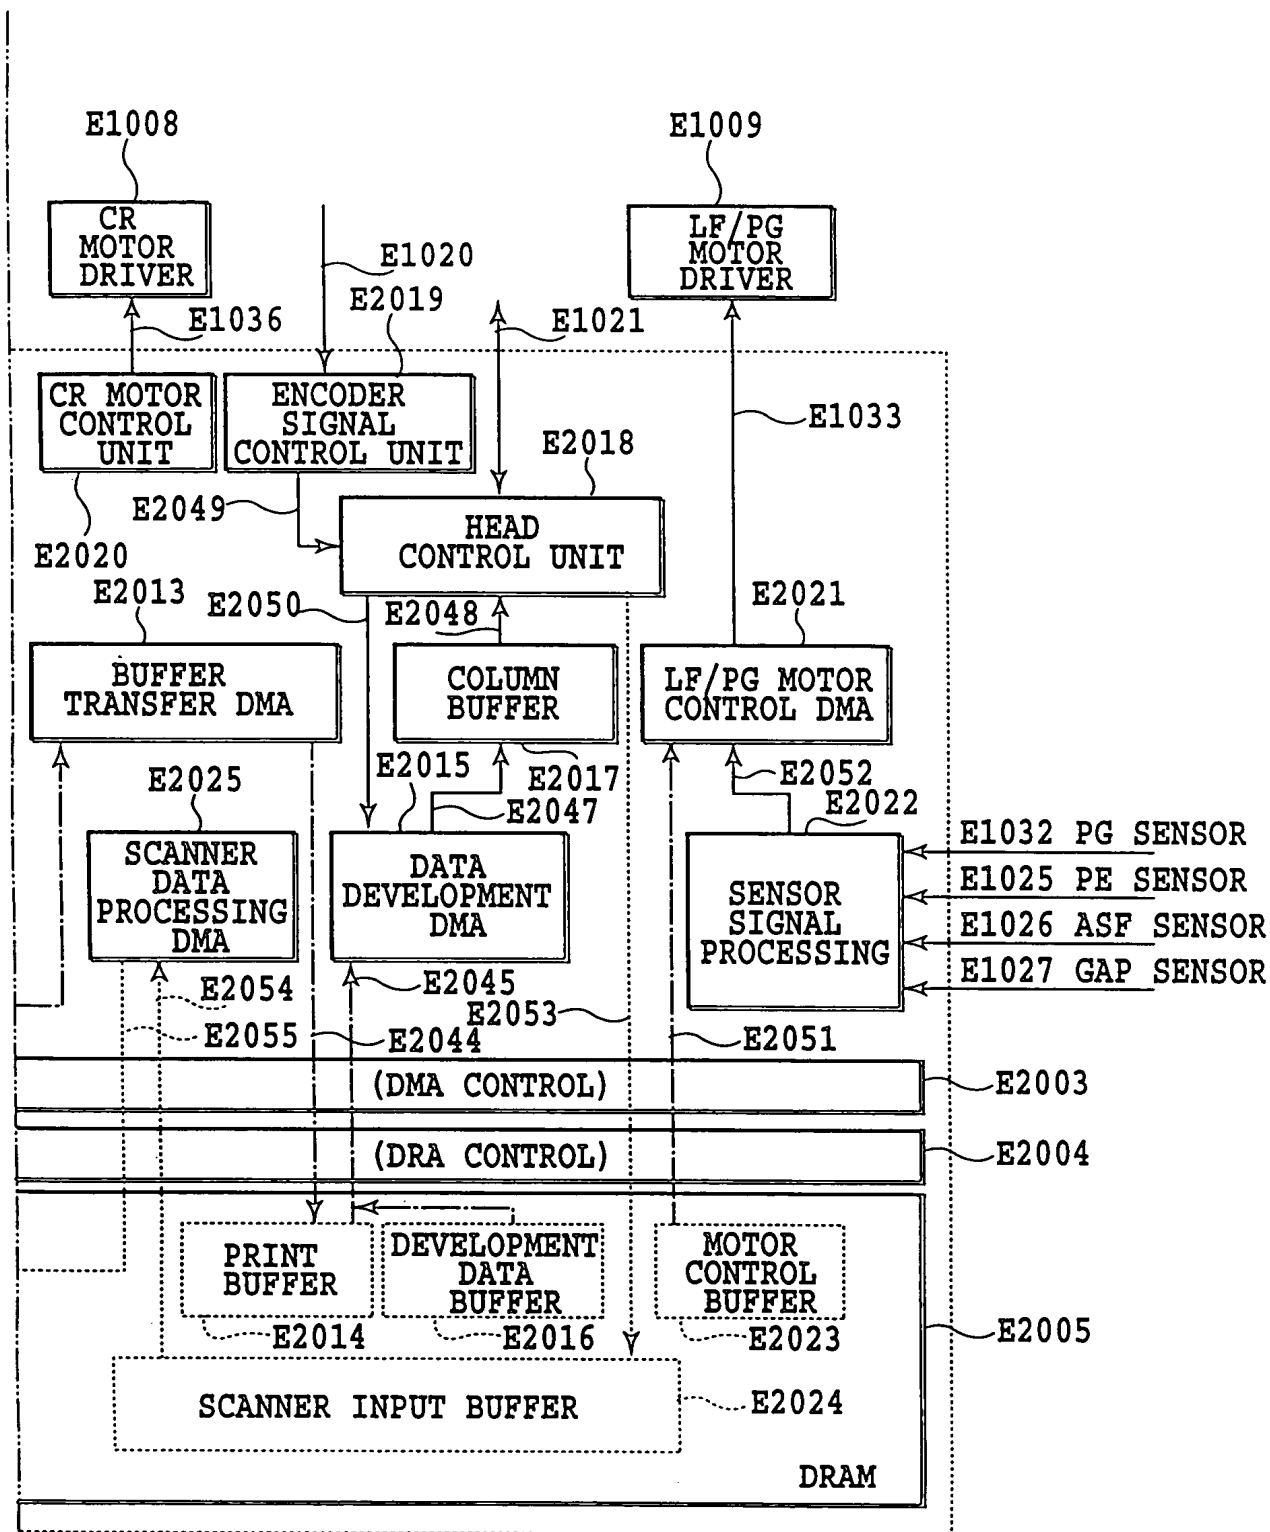 E1008
E1009
CR
MOTOR
DRIVER
LF/PG
MOTOR
DRIVER
E1020
E2019
E1036
E1021
CR MOTOR
CONTROL
UNIT
ENCODER
SIGNAL
CONTROL UNIT
E1033
E2018
E2049
HEAD
CONTROL UNIT
E2020
E2013
E2050
E2048
E2021
BUFFER
TRANSFER DMA
COLUMN
BUFFER
LF/PG MOTOR
CONTROL DMA
E2025
E2015
E2017
E2052
E2047
E2022
SCANNER
DATA
PROCESSING
DMA
DATA
DEVELOPMENT
DMA
SENSOR
SIGNAL
PROCESSING
E1032 PG SENSOR
E1025 PE SENSOR
E1026 ASF SENSOR
E1027 GAP SENSOR
E2054
E2045
E2053
E2055
E2044
E2051
(DMA CONTROL)
E2003
(DRA CONTROL)
E2004
PRINT
BUFFER
DEVELOPMENT
DATA
BUFFER
MOTOR
CONTROL
BUFFER
E2014
E2016
E2023
E2005
SCANNER INPUT BUFFER
E2024
DRAM